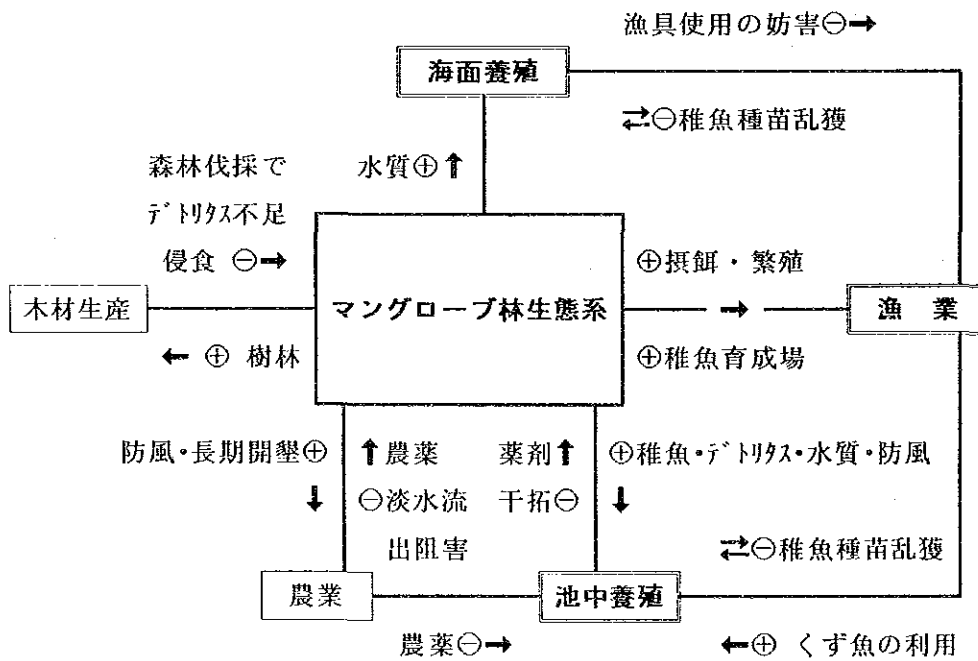 漁具使用の妨害⊖➡
海面養殖
⇄⊖稚魚種苗乱獲
森林伐採で
水質⊕⬆
デトリタス不足
侵食 ⊖➡
⊕摂餌・繁殖
木材生産
マングローブ林生態系
➡
漁 業
⬅ ⊕ 樹林
⊕稚魚育成場
防風・長期開墾⊕
⬆農薬
薬剤⬆
⊕稚魚・デトリタス・水質・防風
⬇
⊖淡水流
干拓⊖
⬇
出阻害
⇄⊖稚魚種苗乱獲
農業
池中養殖
農薬⊖➡
⬅⊕ くず魚の利用